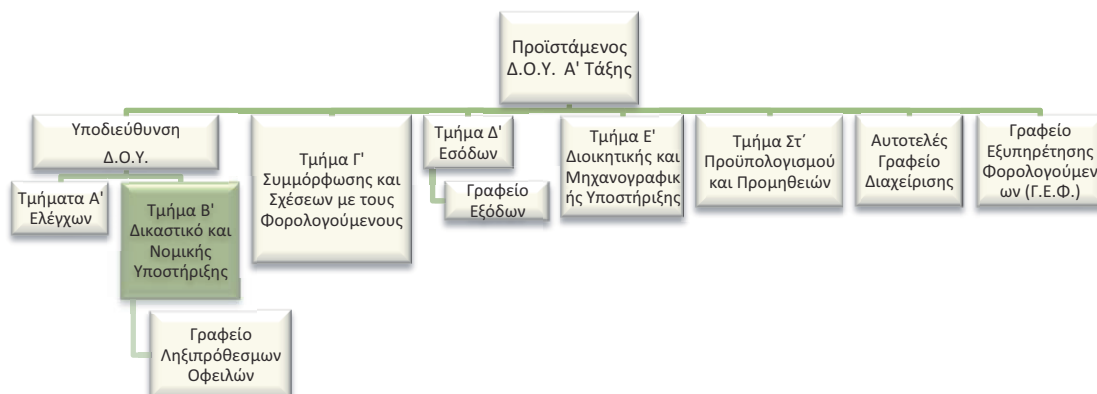 Προϊστάμενος
Δ.Ο.Υ. Α' Τάξης
Υποδιεύθυνση
Δ.Ο.Υ.
Τμήματα Α'
Ελέγχων
Τμήμα Β'
Δικαστικό και
Νομικής
Υποστήριξης
Γραφείο
Ληξιπρόθεσμων
Οφειλών
Τμήμα Γ'
Συμμόρφωσης και
Σχέσεων με τους
Φορολογούμενους
Τμήμα Δ'
Εσόδων
Γραφείο
Εξόδων
Τμήμα Ε'
Διοικητικής και
Μηχανογραφικ
ής Υποστήριξης
Τμήμα Στ΄
Προϋπολογισμού
και Προμηθειών
Αυτοτελές
Γραφείο
Διαχείρισης
Γραφείο
Εξυπηρέτησης
Φορολογούμεν
ων (Γ.Ε.Φ.)